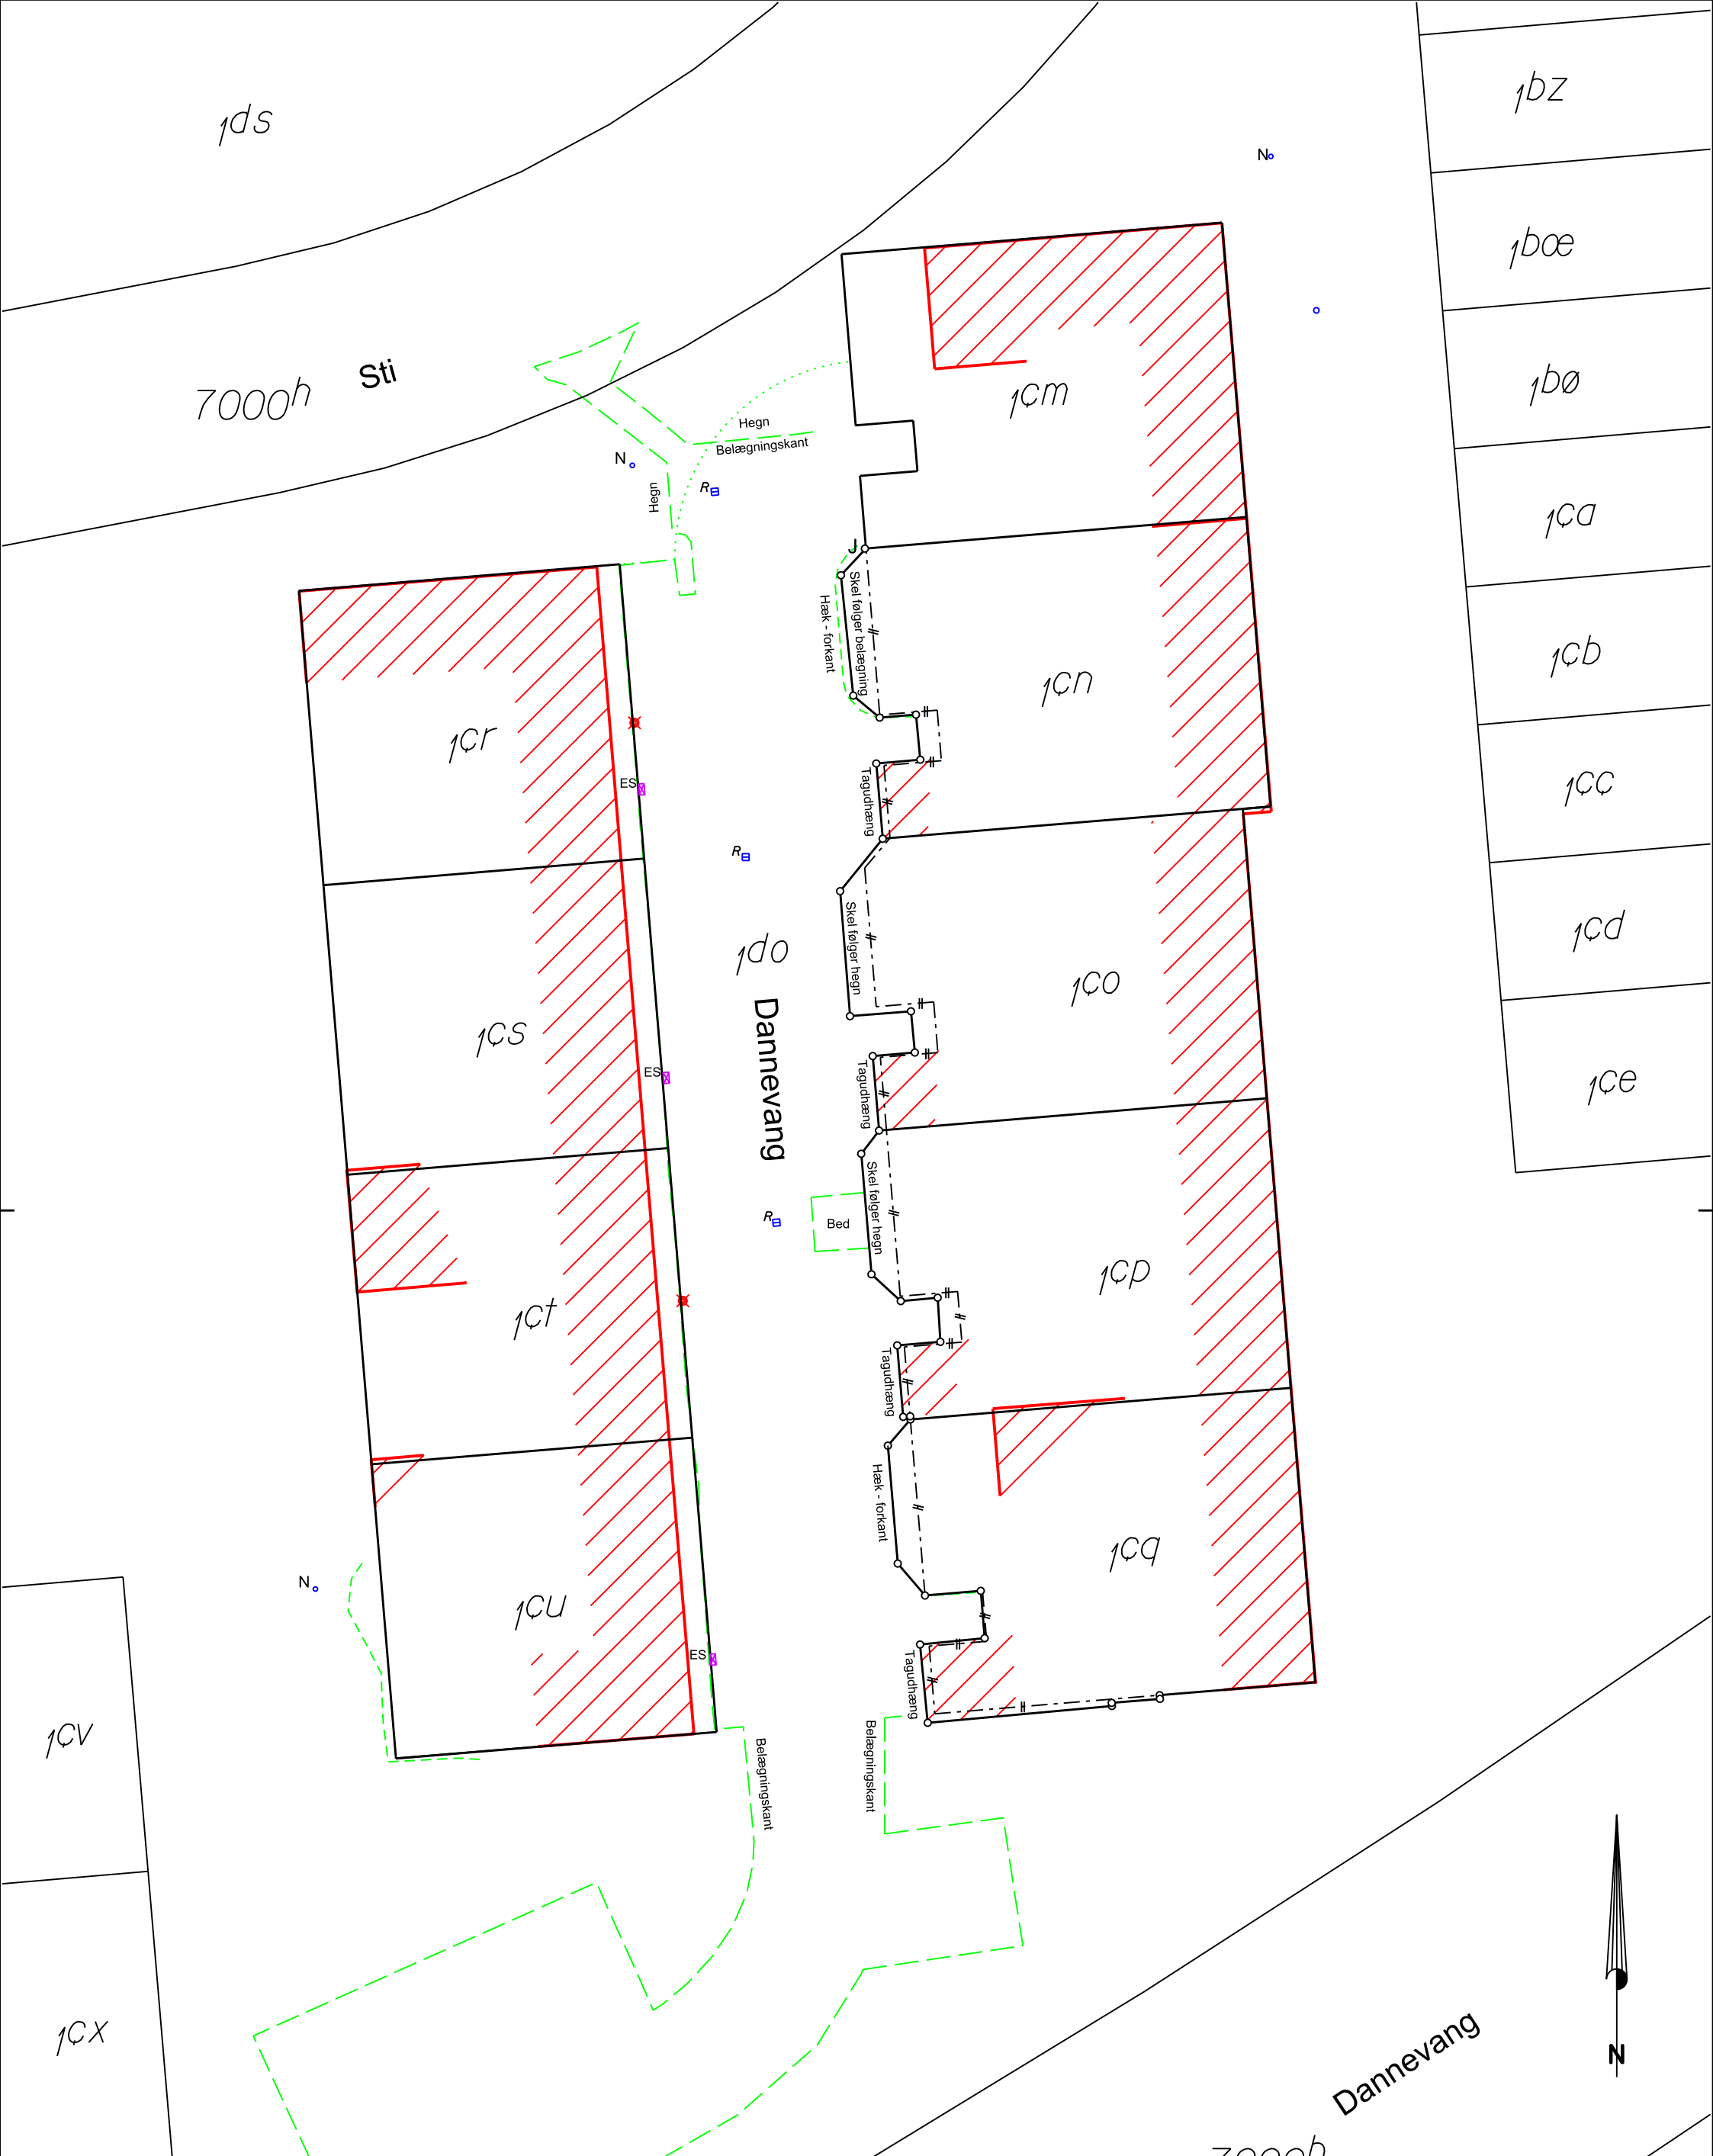 1ds
1bz
N
1bœ
Sti
7000h
1bø
1cm
Hegn
Belægningskant
N
R
Hegn
1ca
J
Skel følger belægning
Hæk - forkant
1cb
1cn
1cr
ES
Tagudhæng
1cc
R
1do
Skel følger hegn
1cd
1co
1cs
Dannevang
ES
Tagudhæng
1ce
R
Bed
Skel følger hegn
1cp
1ct
Tagudhæng
Hæk - forkant
1cq
N
1cu
ES
Tagudhæng
1cv
Belægningskant
Belægningskant
1cx
N
Dannevang